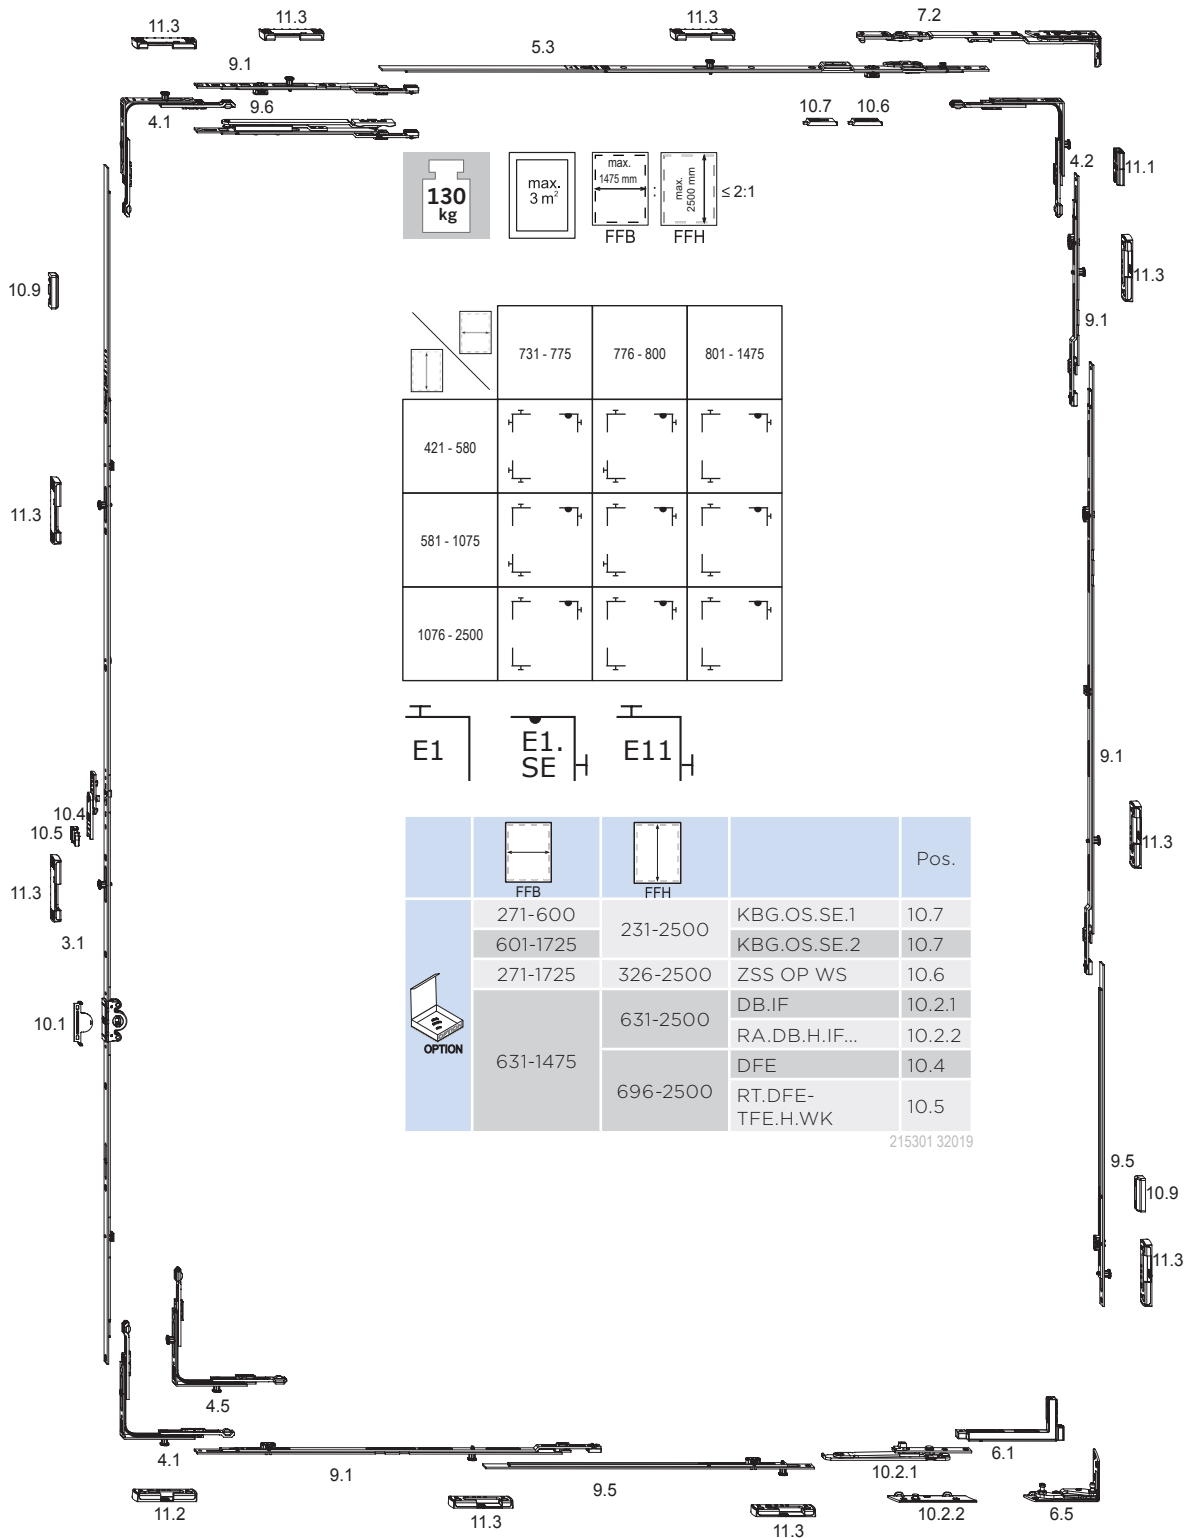 11.3
11.3
11.3
7.2
5.3
9.1
4.1
9.6
10.7
10.6
4.2
11.1
130
kg
max.
3 m²
max.
1475 mm
FFB
:
max.
2500 mm
FFH
≤ 2:1
10.9
11.3
9.1
731 - 775
776 - 800
801 - 1475
421 - 580
581 - 1075
1076 - 2500
11.3
E1
E1.
SE
E11
9.1
10.4
10.5
11.3
3.1
10.1
11.3
FFB
FFH
Pos.
271-600
231-2500
KBG.OS.SE.1
10.7
601-1725
KBG.OS.SE.2
10.7
271-1725
326-2500
ZSS OP WS
10.6
OPTION
631-1475
631-2500
DB.IF
10.2.1
RA.DB.H.IF...
10.2.2
696-2500
DFE
10.4
RT.DFE-
TFE.H.WK
10.5
215301 32019
9.5
10.9
11.3
4.5
4.1
9.1
9.5
10.2.1
6.1
11.2
11.3
11.3
10.2.2
6.5